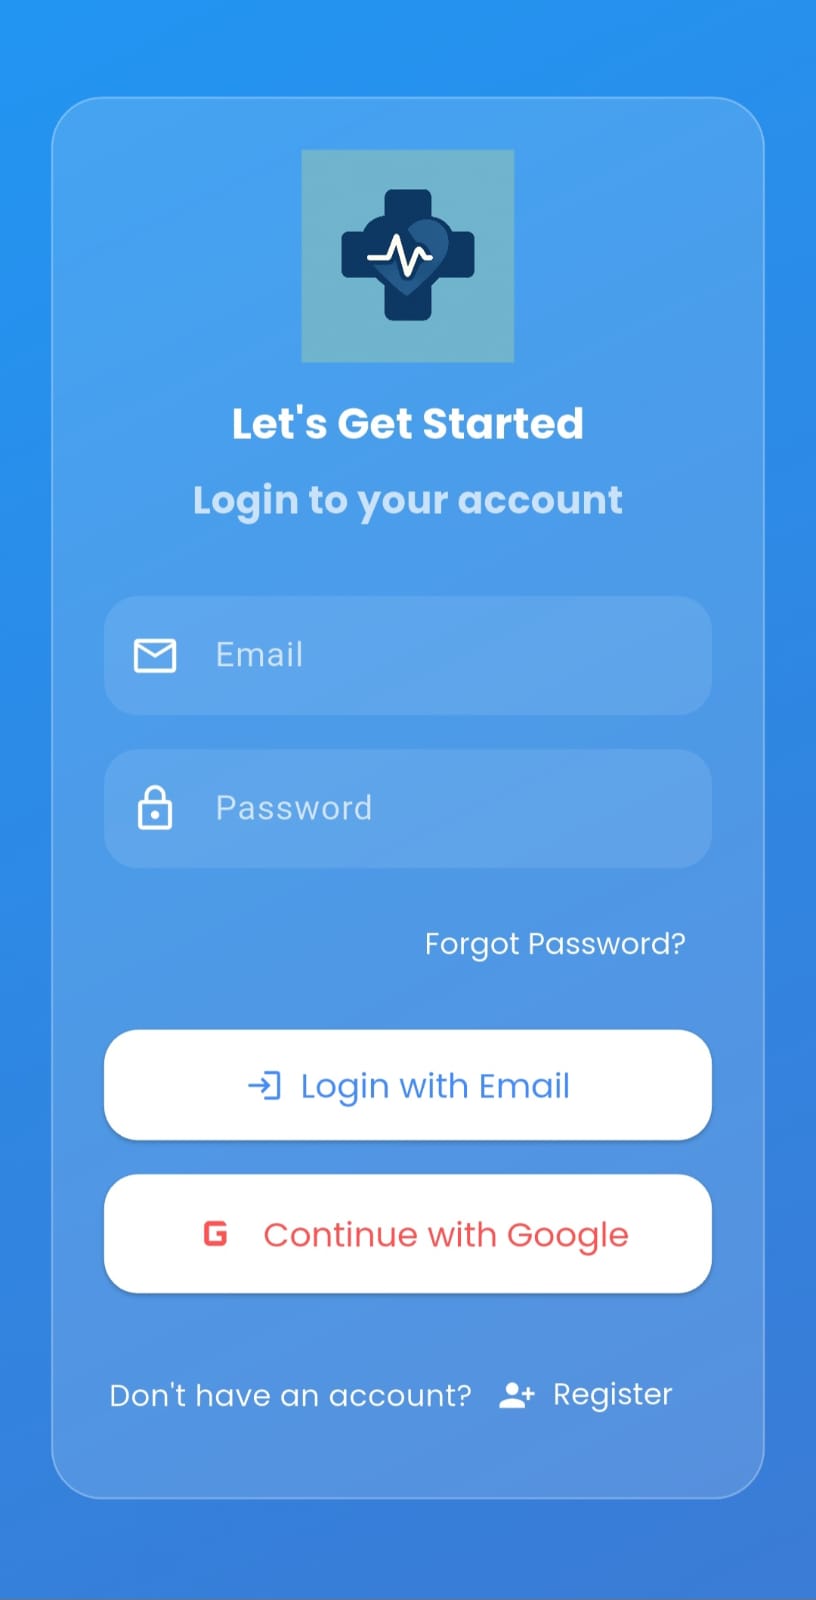 Let's Get Started
Login to your account
Email
Password
Forgot Password?
Login with Email
G Continue with Google
Don't have an account? Register